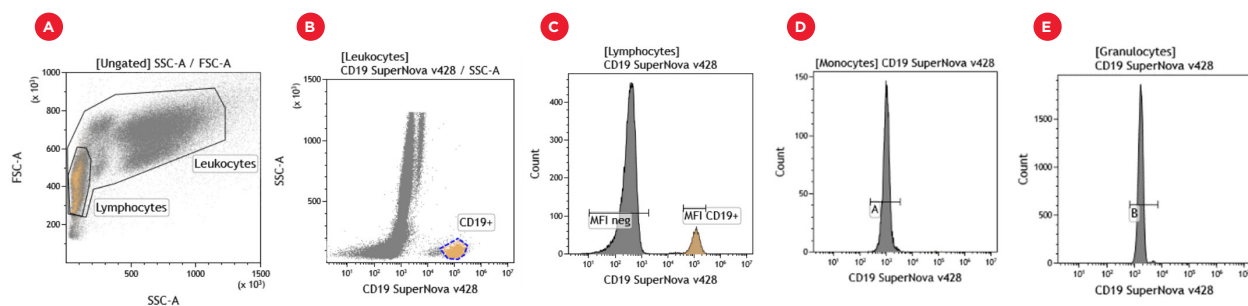 A
[Ungated] SSC-A / FSC-A
(x 10³)
1000
800
600
400
200
FSC-A
Leukocytes
Lymphocytes
500
1000
1500
(x 10³)
SSC-A
B
[Leukocytes]
CD19 SuperNova v428 / SSC-A
(x 10³)
1500
1000
500
SSC-A
CD19+
10¹ 10² 10³ 10⁴ 10⁵ 10⁶ 10⁷
CD19 SuperNova v428
C
[Lymphocytes]
CD19 SuperNova v428
400
300
200
100
0
Count
MFI neg
MFI CD19+
10¹ 10² 10³ 10⁴ 10⁵ 10⁶ 10⁷
CD19 SuperNova v428
D
[Monocytes] CD19 SuperNova v428
150
100
50
0
Count
A
10¹ 10² 10³ 10⁴ 10⁵ 10⁶ 10⁷
CD19 SuperNova v428
E
[Granulocytes]
CD19 SuperNova v428
1500
1000
500
0
Count
B
10¹ 10² 10³ 10⁴ 10⁵ 10⁶ 10⁷
CD19 SuperNova v428